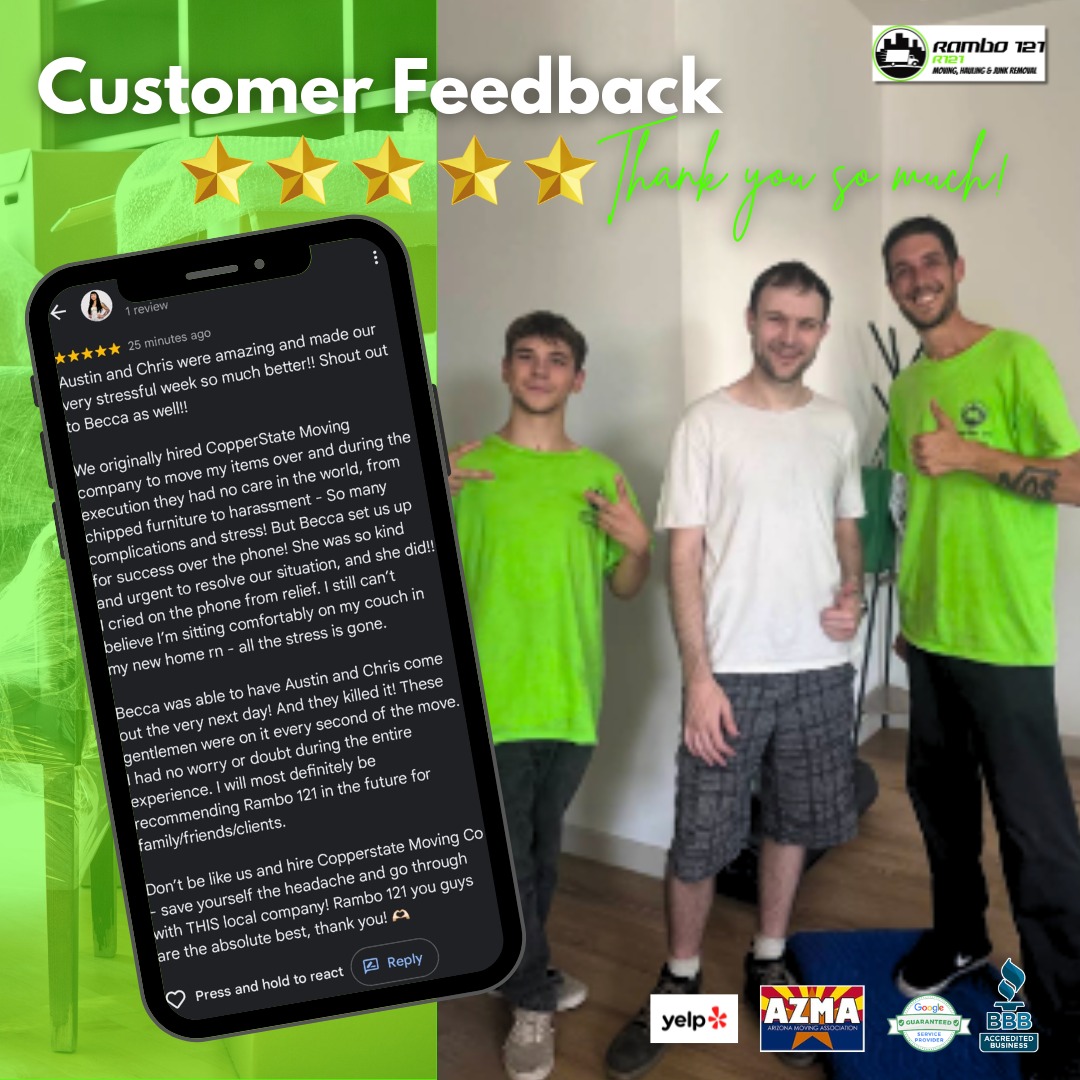 Rambo 121
R121
MOVING, HAULING & JUNK REMOVAL
Customer Feedback
Thank you so much!
1 review
25 minutes ago
Austin and Chris were amazing and made our
very stressful week so much better!! Shout out
to Becca as well!!
We originally hired CopperState Moving
company to move my items over and during the
execution they had no care in the world, from
chipped furniture to harassment - So many
complications and stress! But Becca set us up
for success over the phone! She was so kind
and urgent to resolve our situation, and she did!!
I cried on the phone from relief. I still can't
believe I'm sitting comfortably on my couch in
my new home rn - all the stress is gone.
Becca was able to have Austin and Chris come
out the very next day! And they killed it! These
gentlemen were on it every second of the move.
I had no worry or doubt during the entire
experience. I will most definitely be
recommending Rambo 121 in the future for
family/friends/clients.
Don't be like us and hire Copperstate Moving Co
- save yourself the headache and go through
with THIS local company! Rambo 121 you guys
are the absolute best, thank you! 🫶🏻
Press and hold to react
Reply
yelp
AZMA
ARIZONA MOVING ASSOCIATION
Google
GUARANTEED
SERVICE
PROVIDER
BBB
ACCREDITED
BUSINESS